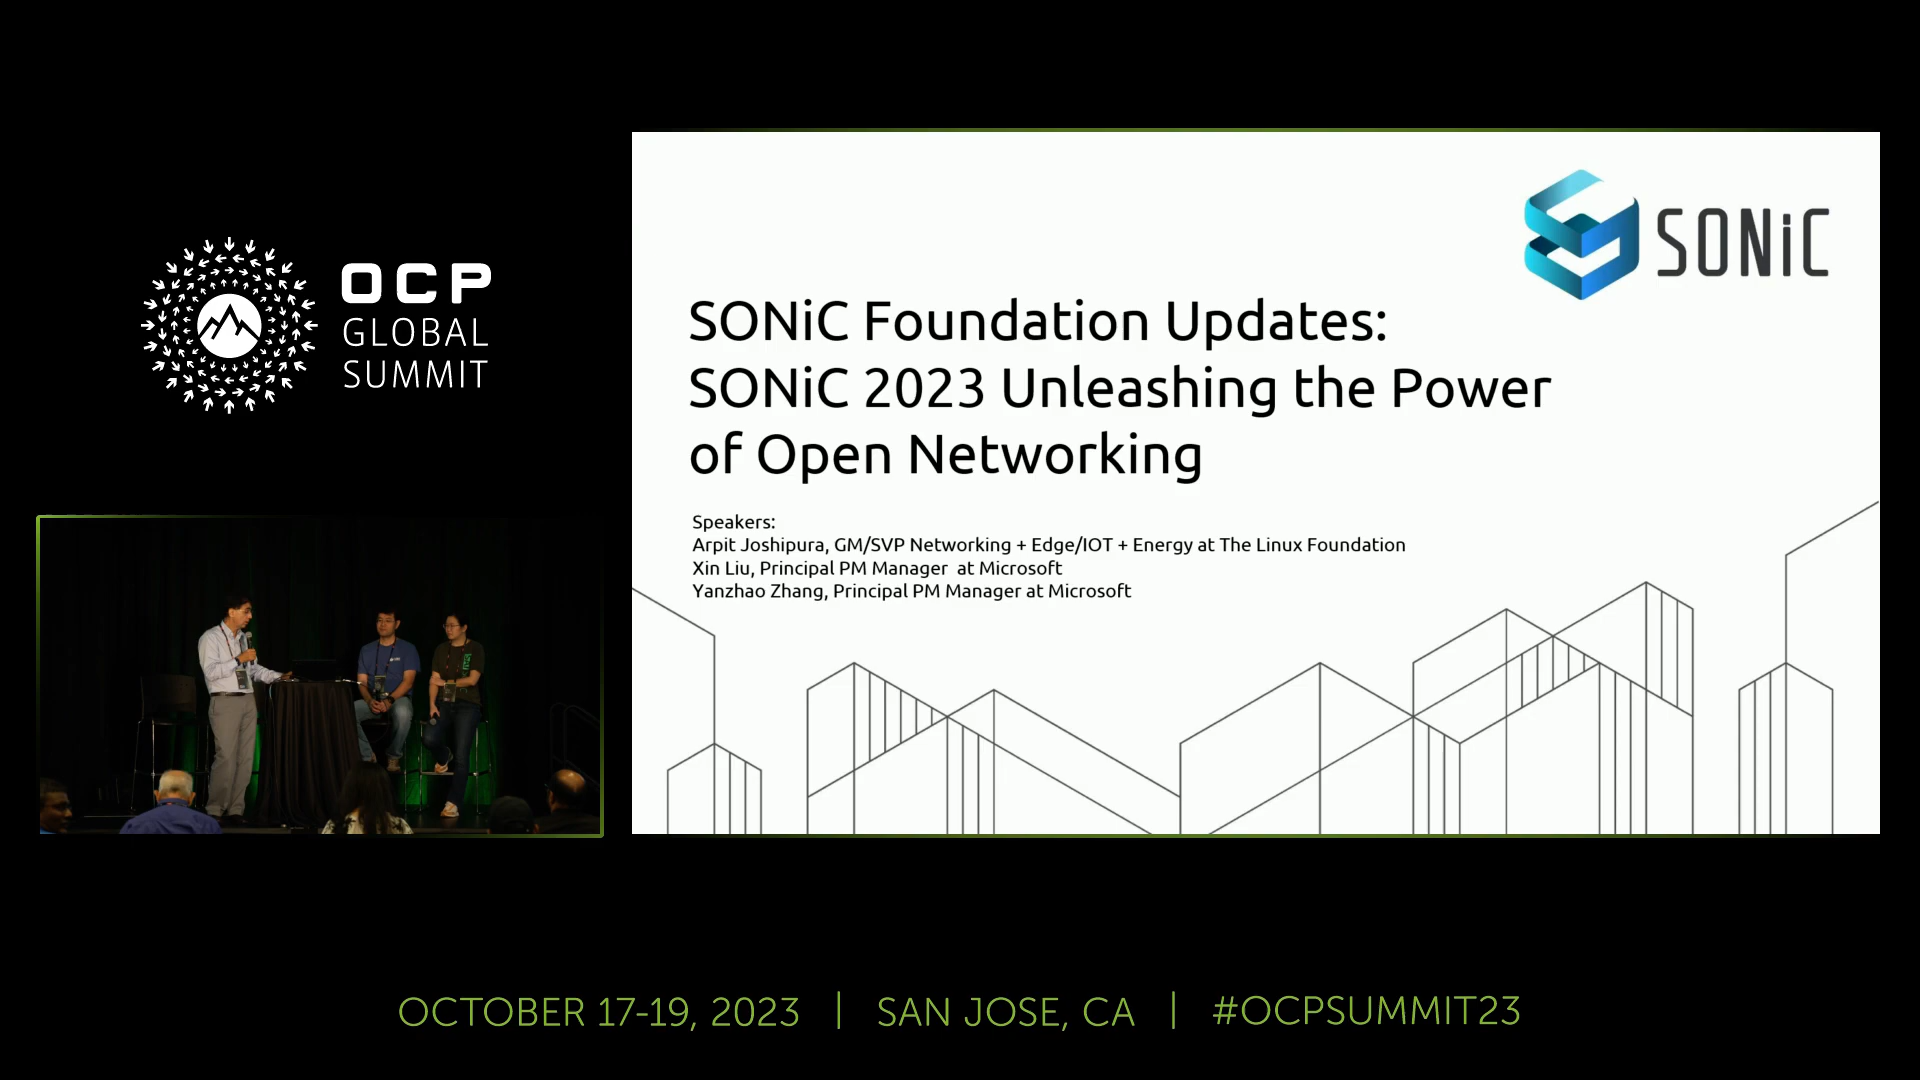 OCP
GLOBAL
SUMMIT
SONiC
SONiC Foundation Updates:
SONiC 2023 Unleashing the Power
of Open Networking
Speakers:
Arpit Joshipura, GM/SVP Networking + Edge/IOT + Energy at The Linux Foundation
Xin Liu, Principal PM Manager at Microsoft
Yanzhao Zhang, Principal PM Manager at Microsoft
OCTOBER 17-19, 2023 | SAN JOSE, CA | #OCPSUMMIT23